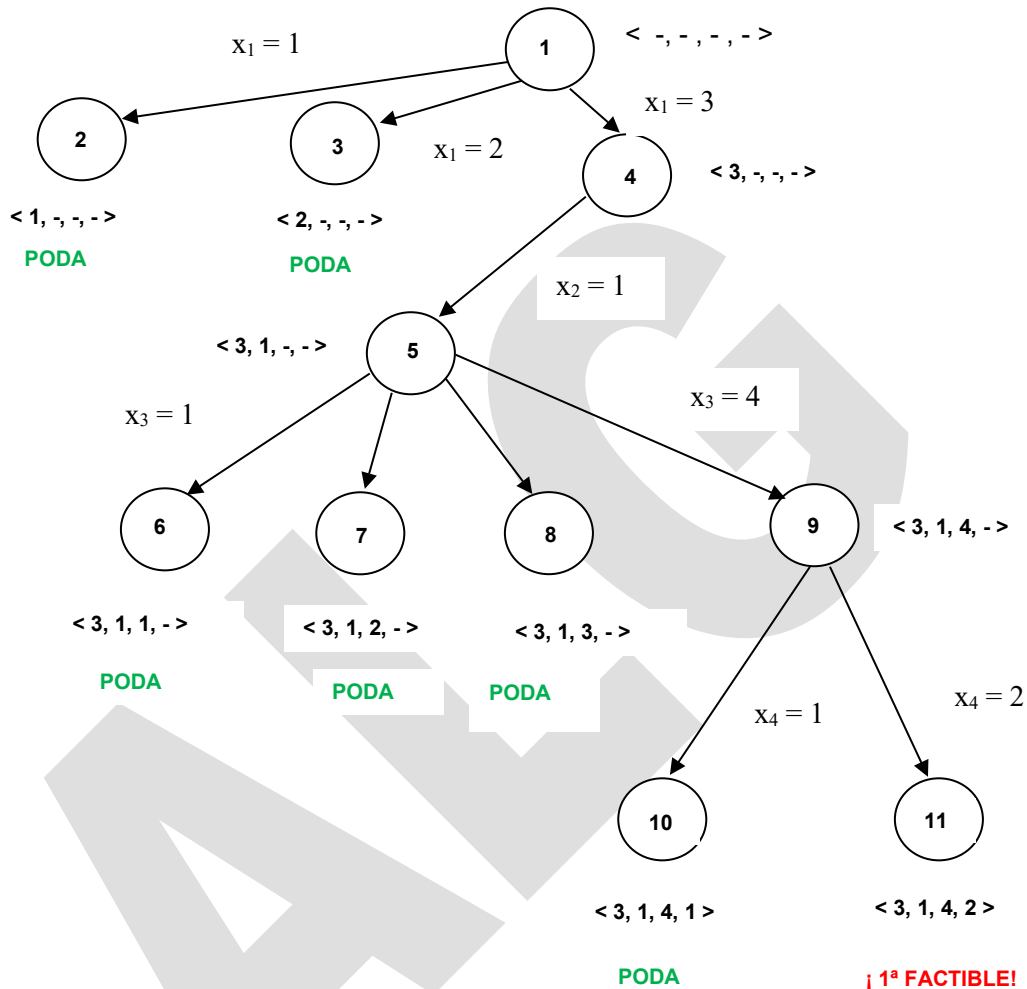 1
< -, - , - , - >
x₁ = 1
x₁ = 3
2
3
x₁ = 2
4
< 3, -, -, - >
< 1, -, -, - >
< 2, -, -, - >
PODA
PODA
x₂ = 1
< 3, 1, -, - >
5
x₃ = 1
x₃ = 4
6
7
8
9
< 3, 1, 4, - >
< 3, 1, 1, - >
< 3, 1, 2, - >
< 3, 1, 3, - >
PODA
PODA
PODA
x₄ = 1
x₄ = 2
10
11
< 3, 1, 4, 1 >
< 3, 1, 4, 2 >
PODA
¡ 1ª FACTIBLE!